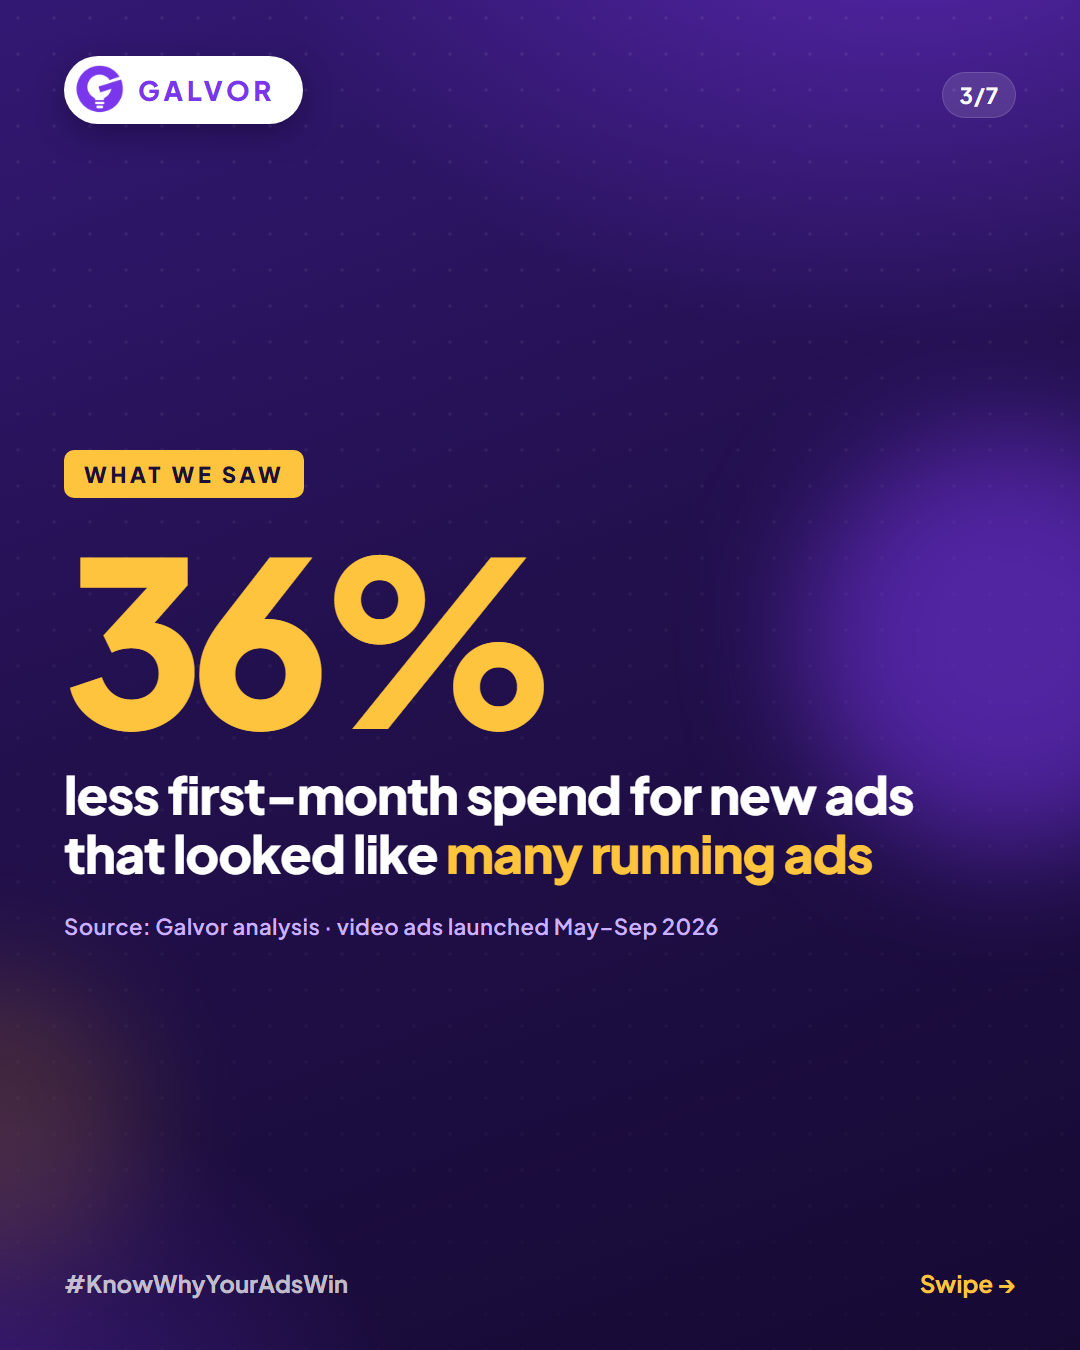 GALVOR
3/7
WHAT WE SAW
36%
less first-month spend for new ads
that looked like many running ads
Source: Galvor analysis · video ads launched May–Sep 2026
#KnowWhyYourAdsWin
Swipe →